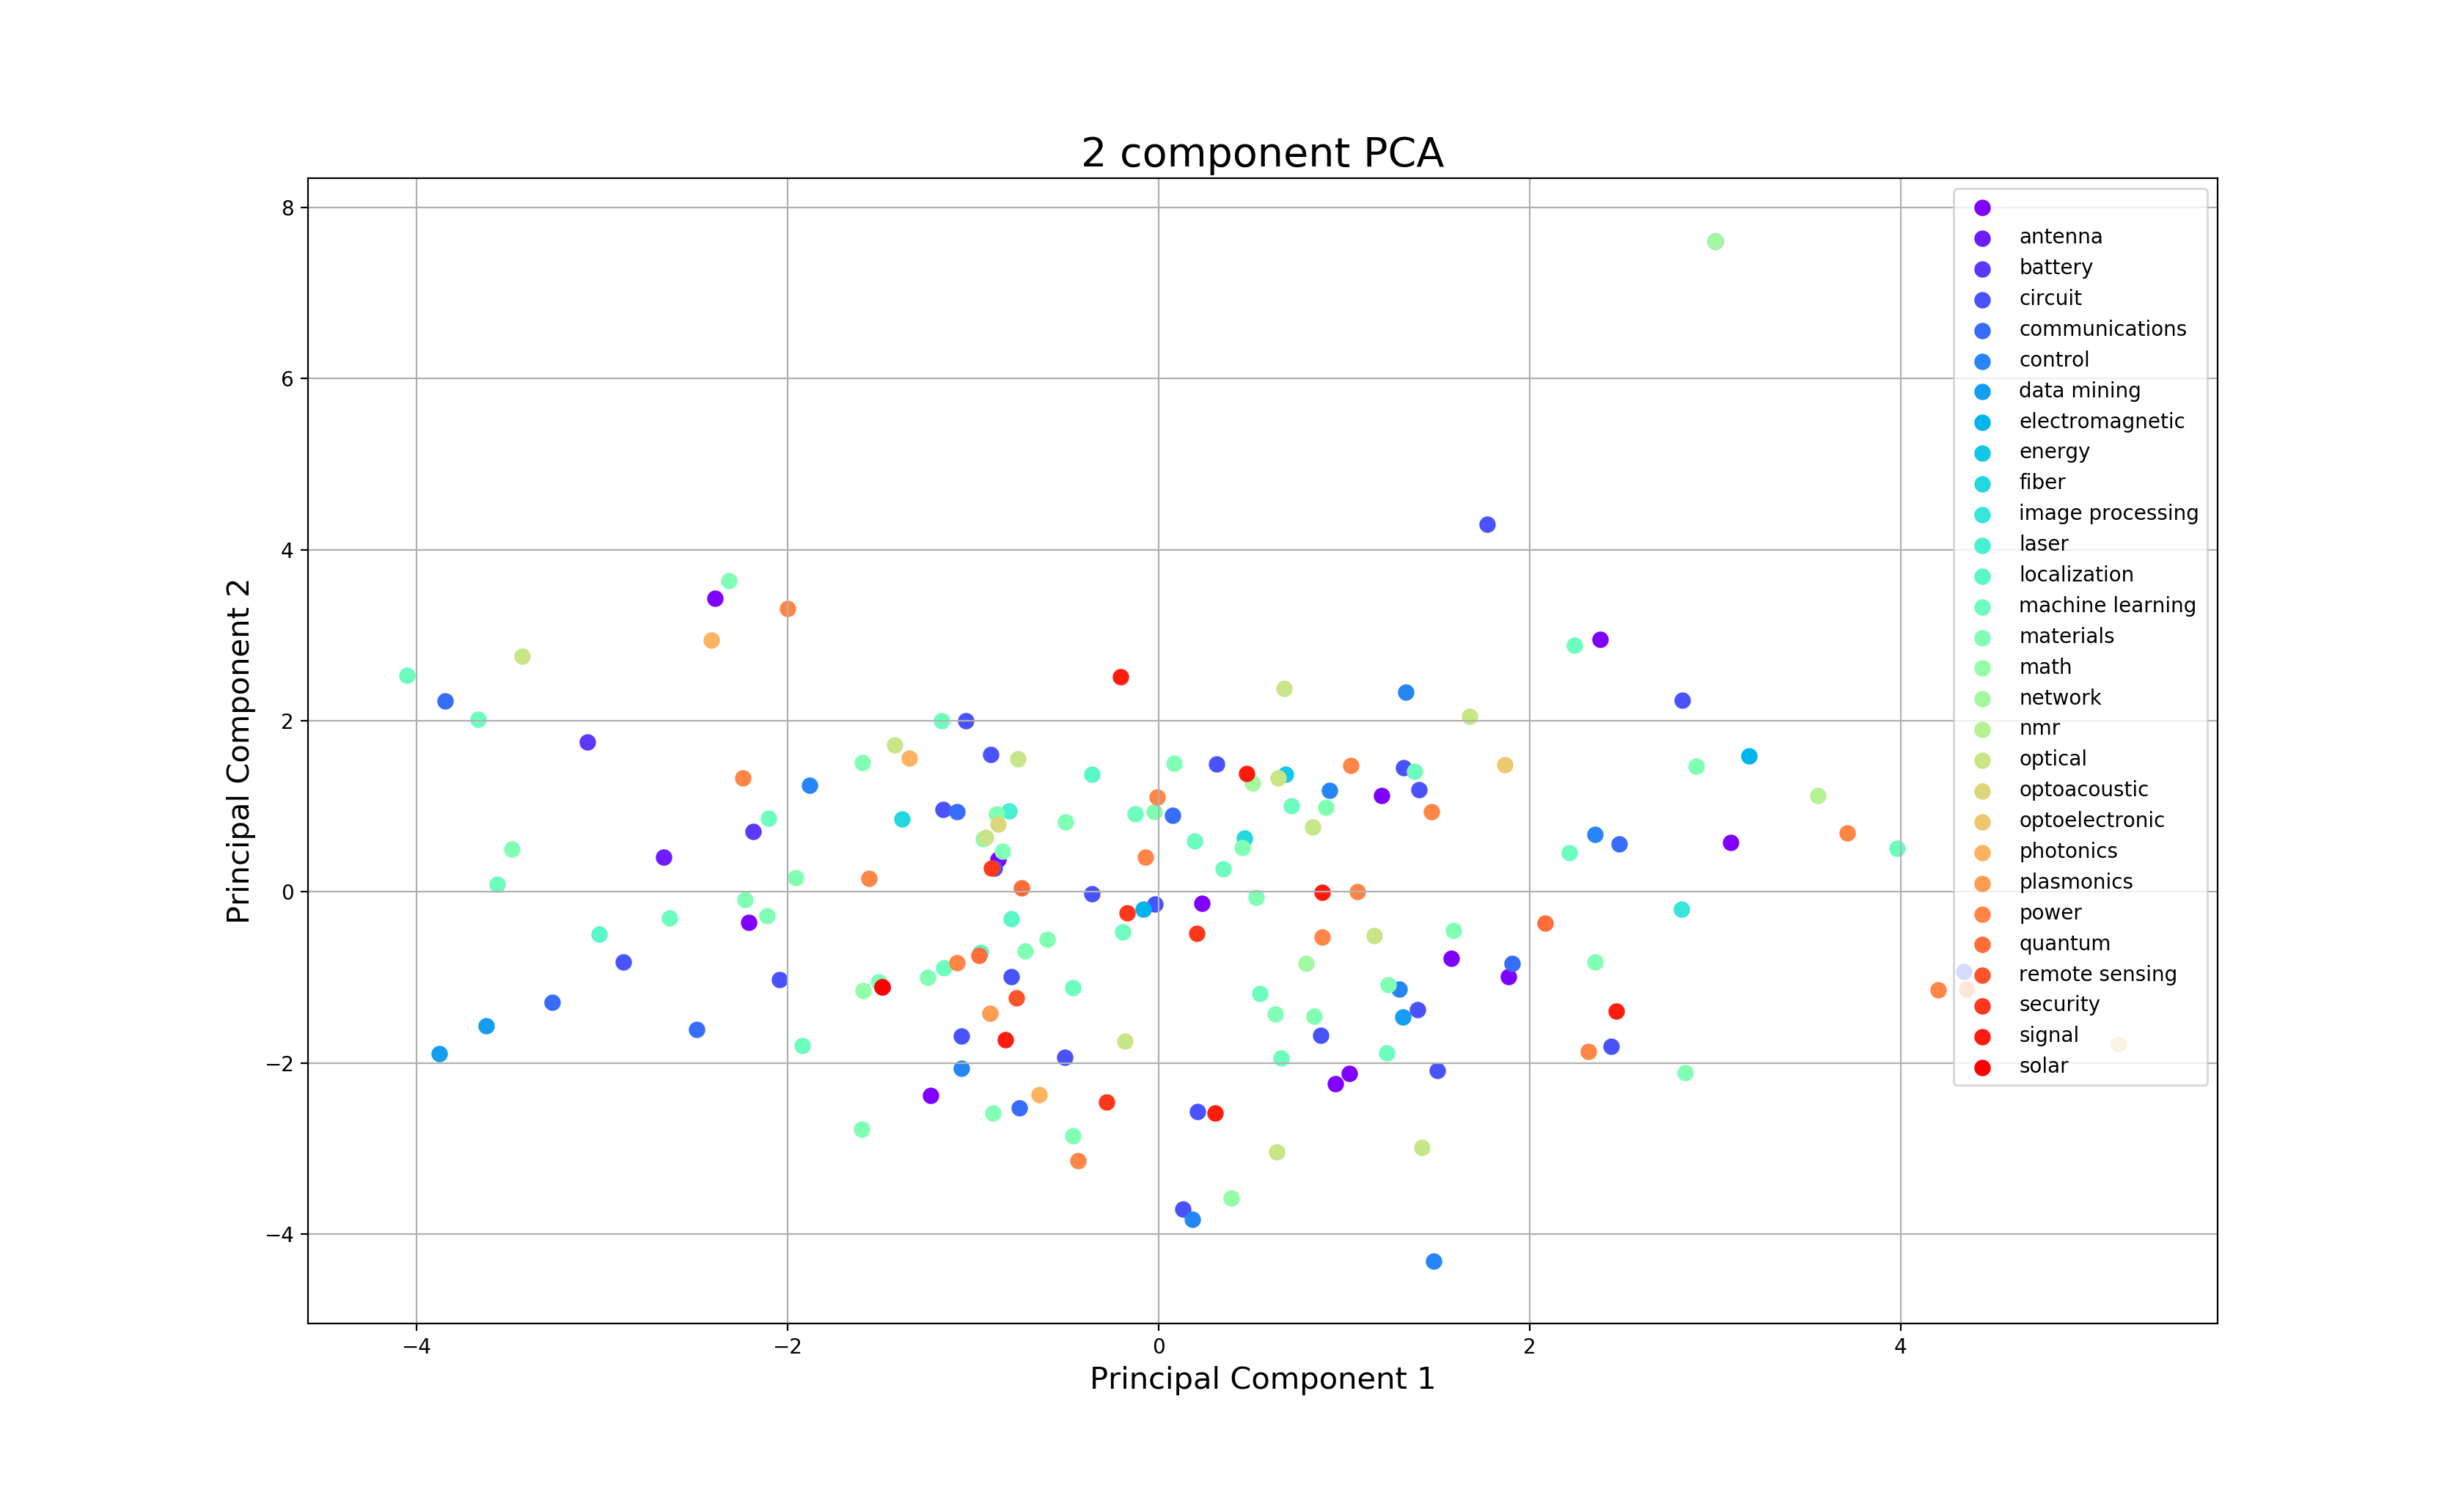 2 component PCA
8
6
4
2
0
−2
−4
Principal Component 2
antenna
battery
circuit
communications
control
data mining
electromagnetic
energy
fiber
image processing
laser
localization
machine learning
materials
math
network
nmr
optical
optoacoustic
optoelectronic
photonics
plasmonics
power
quantum
remote sensing
security
signal
solar
−4
−2
0
2
4
Principal Component 1